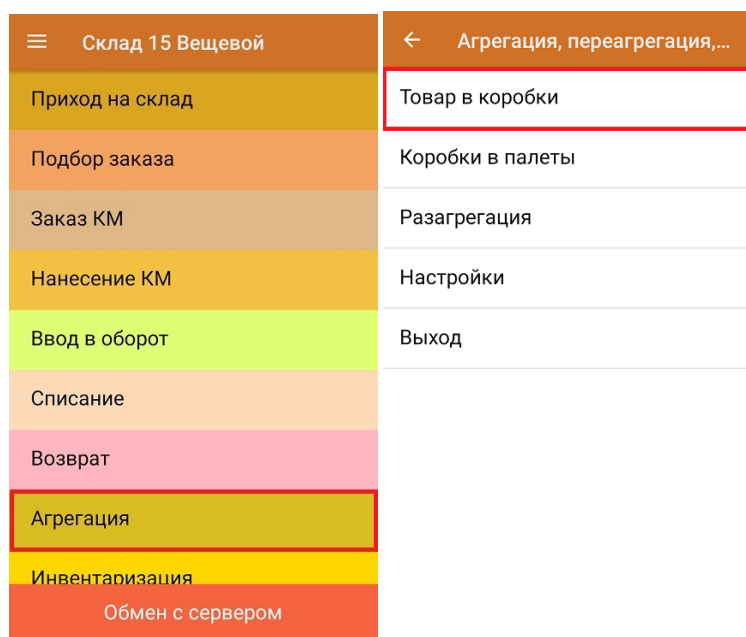 Склад 15 Вещевой
Приход на склад
Подбор заказа
Заказ КМ
Нанесение КМ
Ввод в оборот
Списание
Возврат
Агрегация
Инвентаризация
Обмен с сервером
Агрегация, переагрегация,...
Товар в коробки
Коробки в палеты
Разагрегация
Настройки
Выход